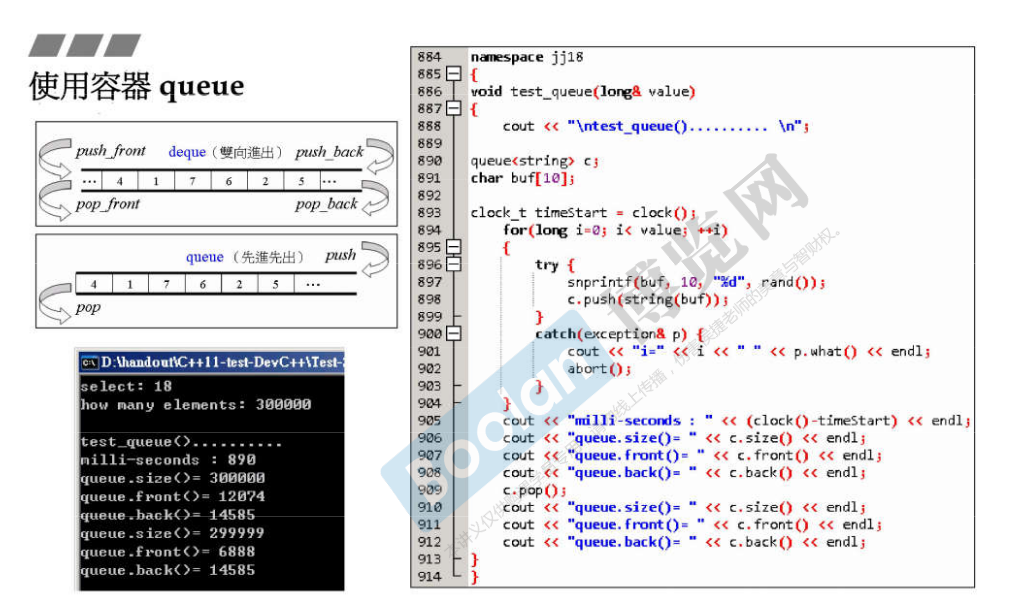 使用容器 queue
push_front deque（雙向進出） push_back
... 4 1 7 6 2 5 ...
pop_front pop_back
queue （先進先出） push
4 1 7 6 2 5 ...
pop
D:\handout\C++11-test-DevC++\Test-
select: 18
how many elements: 300000
test_queue()..........
milli-seconds : 890
queue.size()= 300000
queue.front()= 12074
queue.back()= 14585
queue.size()= 299999
queue.front()= 6888
queue.back()= 14585
884 namespace jj18
885 {
886 void test_queue(long& value)
887 {
888 cout << "\ntest_queue().......... \n";
889
890 queue<string> c;
891 char buf[10];
892
893 clock_t timeStart = clock();
894 for(long i=0; i< value; ++i)
895 {
896 try {
897 snprintf(buf, 10, "%d", rand());
898 c.push(string(buf));
899 }
900 catch(exception& p) {
901 cout << "i=" << i << " " << p.what() << endl;
902 abort();
903 }
904 }
905 cout << "milli-seconds : " << (clock()-timeStart) << endl;
906 cout << "queue.size()= " << c.size() << endl;
907 cout << "queue.front()= " << c.front() << endl;
908 cout << "queue.back()= " << c.back() << endl;
909 c.pop();
910 cout << "queue.size()= " << c.size() << endl;
911 cout << "queue.front()= " << c.front() << endl;
912 cout << "queue.back()= " << c.back() << endl;
913 }
914 }
boolan 博览网